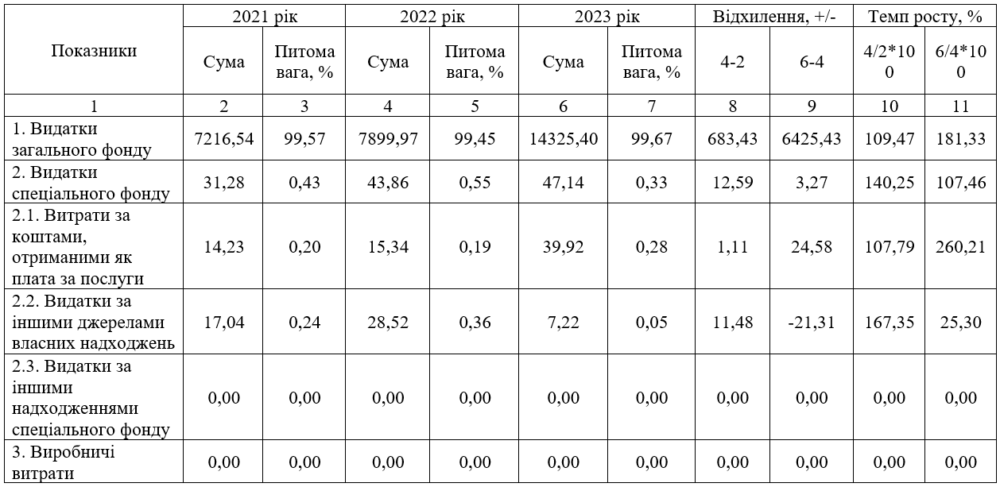 Показники 2021 рік 2022 рік 2023 рік Відхилення, +/- Темп росту, %
Сума Питома вага, % Сума Питома вага, % Сума Питома вага, % 4-2 6-4 4/2*10 0 6/4*10 0
1 2 3 4 5 6 7 8 9 10 11
1. Видатки
загального фонду
7216,54 99,57 7899,97 99,45 14325,40 99,67 683,43 6425,43 109,47 181,33
2. Видатки
спеціального фонду
31,28 0,43 43,86 0,55 47,14 0,33 12,59 3,27 140,25 107,46
2.1. Витрати за
коштами,
отриманими як
плата за послуги
14,23 0,20 15,34 0,19 39,92 0,28 1,11 24,58 107,79 260,21
2.2. Видатки за
іншими джерелами
власних надходжень
17,04 0,24 28,52 0,36 7,22 0,05 11,48 -21,31 167,35 25,30
2.3. Видатки за
іншими
надходженнями
спеціального фонду
0,00 0,00 0,00 0,00 0,00 0,00 0,00 0,00 0,00 0,00
3. Виробничі
витрати
0,00 0,00 0,00 0,00 0,00 0,00 0,00 0,00 0,00 0,00